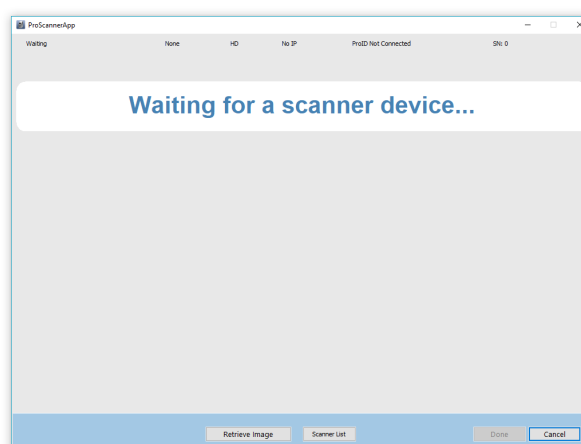 ProScannerApp
Waiting None HD No IP ProID Not Connected SN: 0
Waiting for a scanner device...
Retrieve Image Scanner List Done Cancel